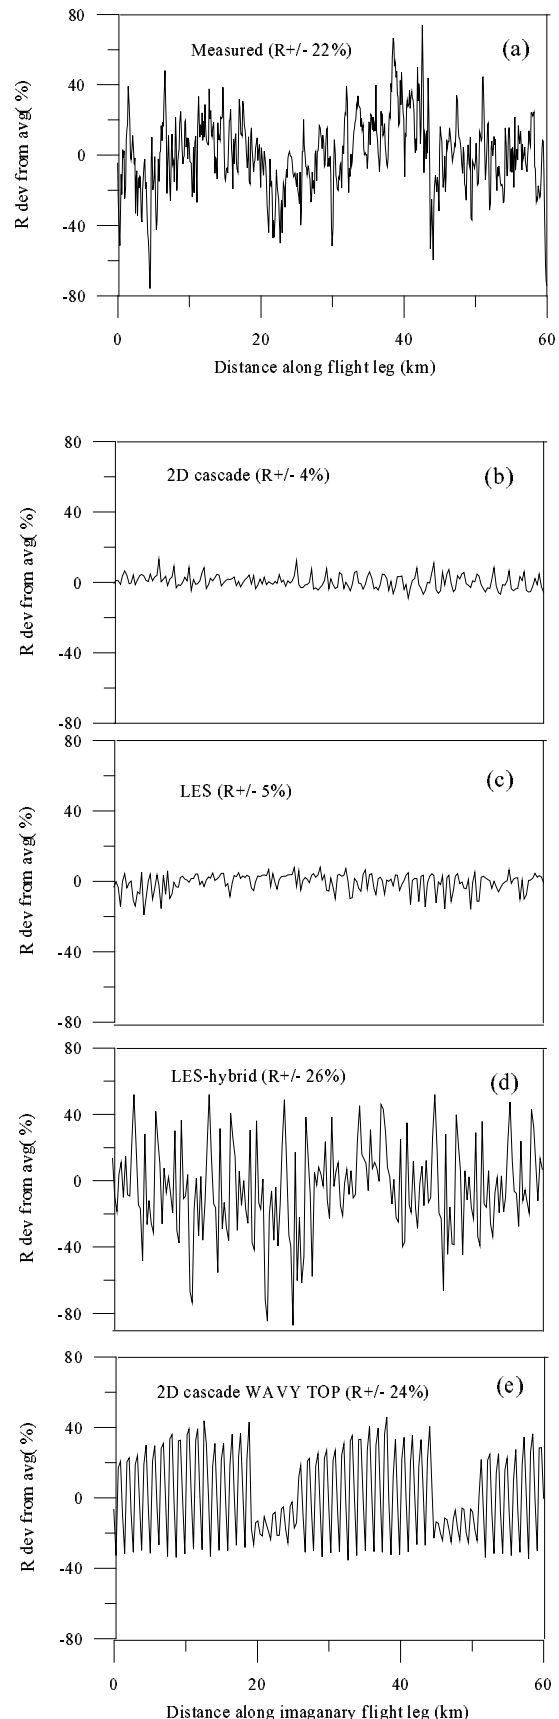 80
Measured (R+/- 22%)
(a)
40
0
-40
-80
R dev from avg( %)
0
20
40
60
Distance along flight leg (km)
80
2D cascade (R+/- 4%)
(b)
40
0
-40
-80
R dev from avg( %)
80
LES (R+/- 5%)
(c)
40
0
-40
-80
R dev from avg( %)
80
LES-hybrid (R+/- 26%)
(d)
40
0
-40
-80
R dev from avg( %)
80
2D cascade WAVY TOP (R+/- 24%)
(e)
40
0
-40
-80
R dev from avg( %)
0
20
40
60
Distance along imaganary flight leg (km)